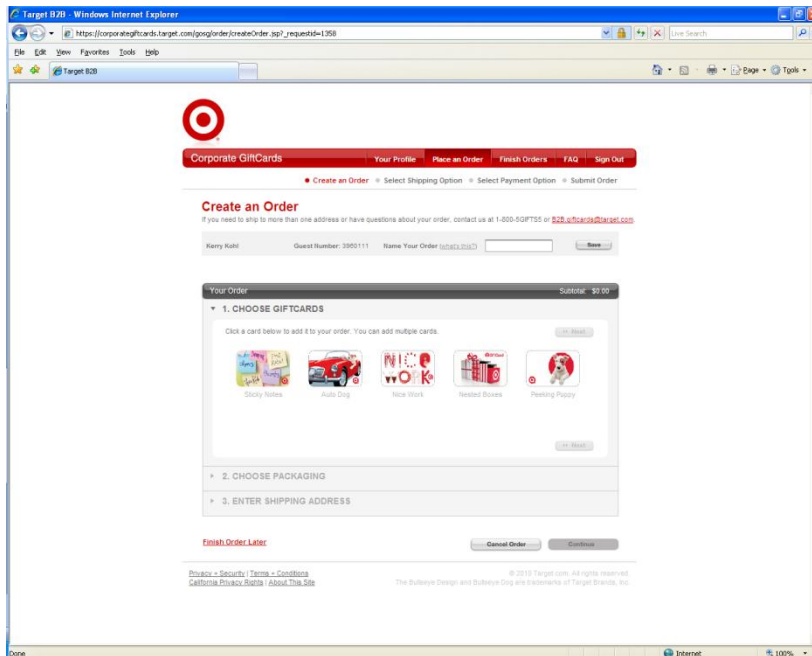 Target B2B - Windows Internet Explorer
https://corporategiftcards.target.com/gosg/order/createOrder.jsp?_requestid=1358
Live Search
File Edit View Favorites Tools Help
Target B2B
Page Tools
Corporate GiftCards Your Profile Place an Order Finish Orders FAQ Sign Out
Create an Order Select Shipping Option Select Payment Option Submit Order
Create an Order
If you need to ship to more than one address or have questions about your order, contact us at 1-800-5GIFTS5 or B2B.giftcards@target.com.
Kerry Kohl Guest Number: 3960111 Name Your Order (what's this?) Save
Your Order Subtotal: $0.00
1. CHOOSE GIFTCARDS
Click a card below to add it to your order. You can add multiple cards. Next
NICE
WORK
Sticky Notes Auto Dog Nice Work Nested Boxes Peeking Puppy
Next
2. CHOOSE PACKAGING
3. ENTER SHIPPING ADDRESS
Finish Order Later Cancel Order Continue
Privacy + Security | Terms + Conditions © 2010 Target.com. All rights reserved.
California Privacy Rights | About This Site The Bullseye Design and Bullseye Dog are trademarks of Target Brands, Inc.
Done Internet 100%